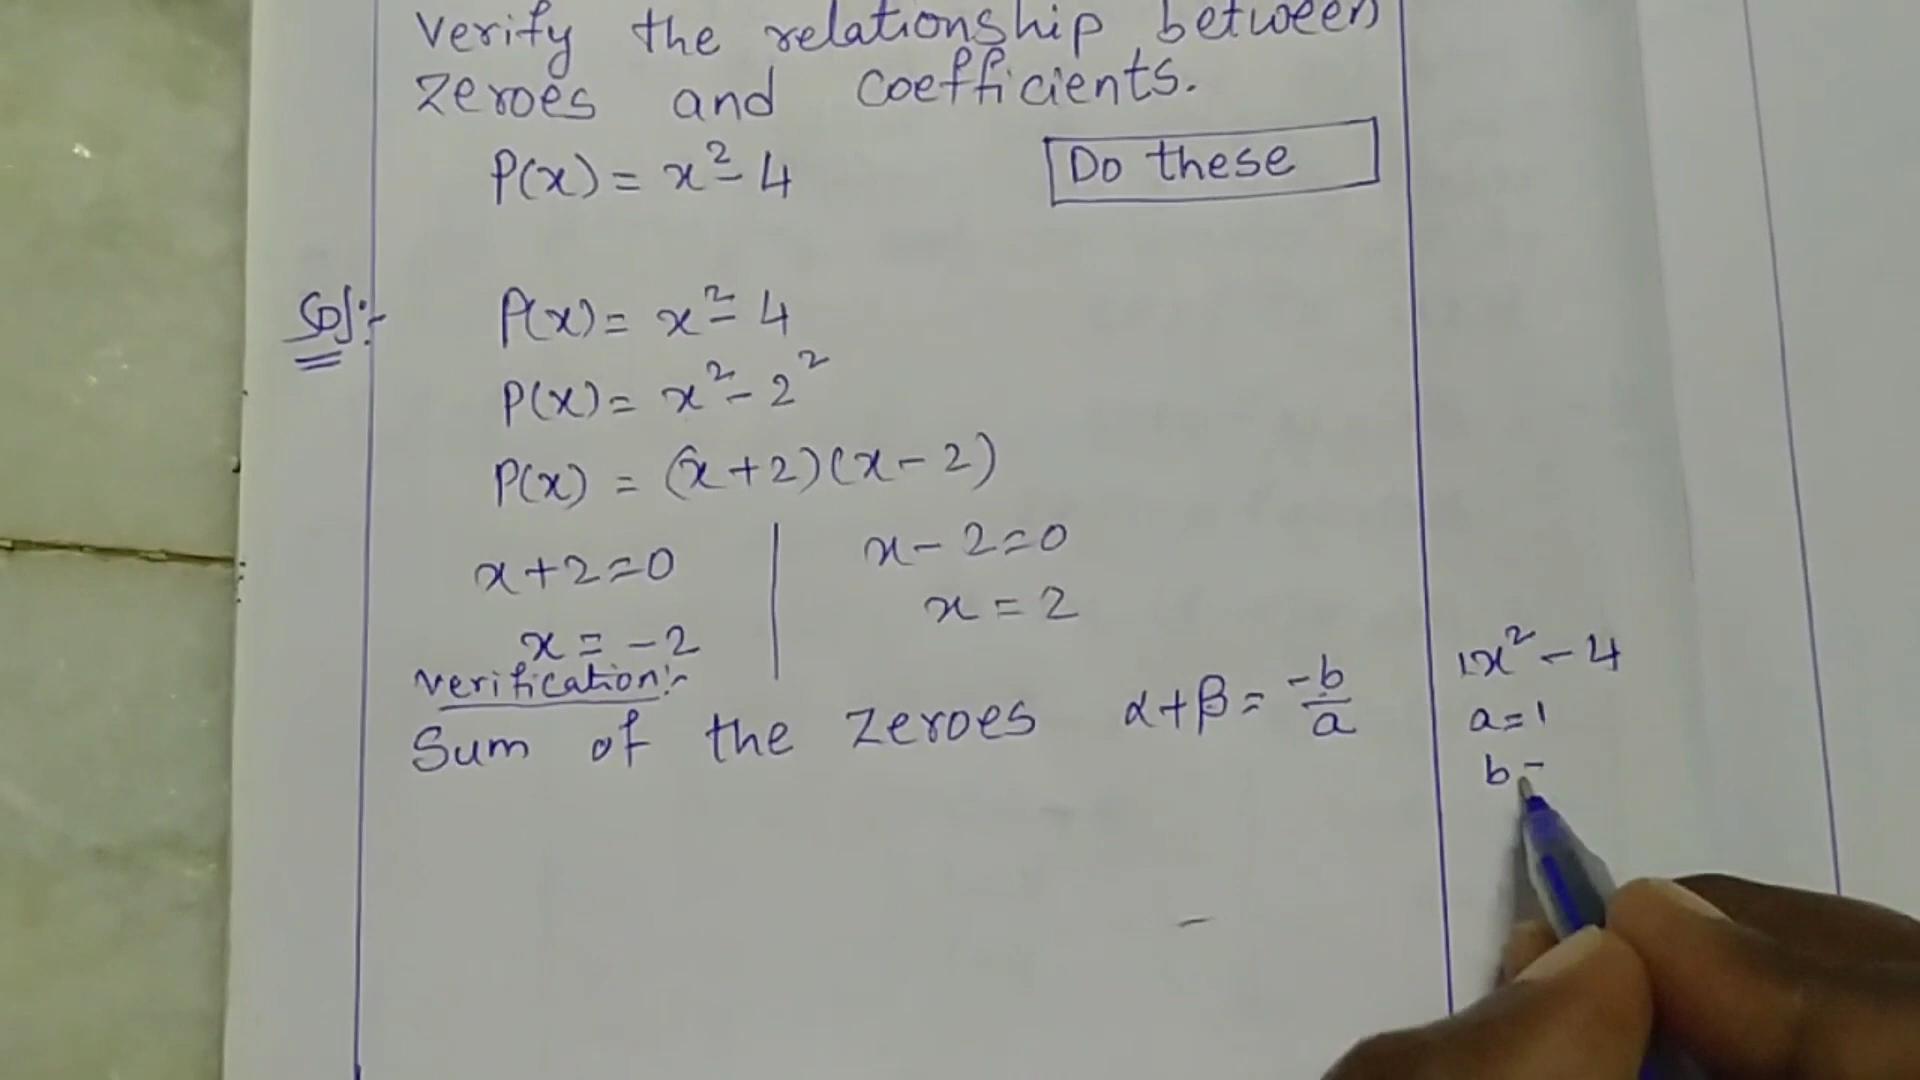 Verify the relationship between
zeroes and coefficients.
P(x) = x² - 4
Do these
Sol:-
P(x) = x² - 4
P(x) = x² - 2²
P(x) = (x+2)(x-2)
x+2=0
x = -2
x-2=0
x = 2
verification:-
Sum of the zeroes α+β = -b/a
1x² - 4
a=1
b=